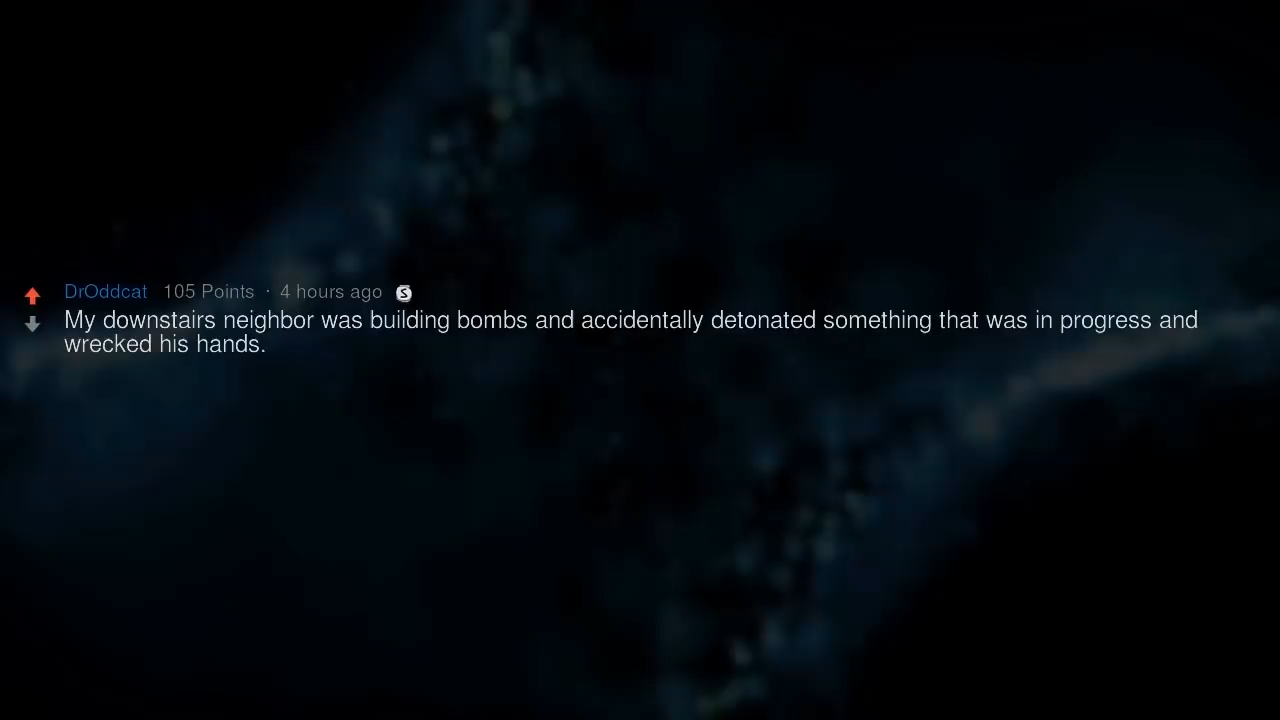 DrOddcat 105 Points · 4 hours ago S
My downstairs neighbor was building bombs and accidentally detonated something that was in progress and
wrecked his hands.